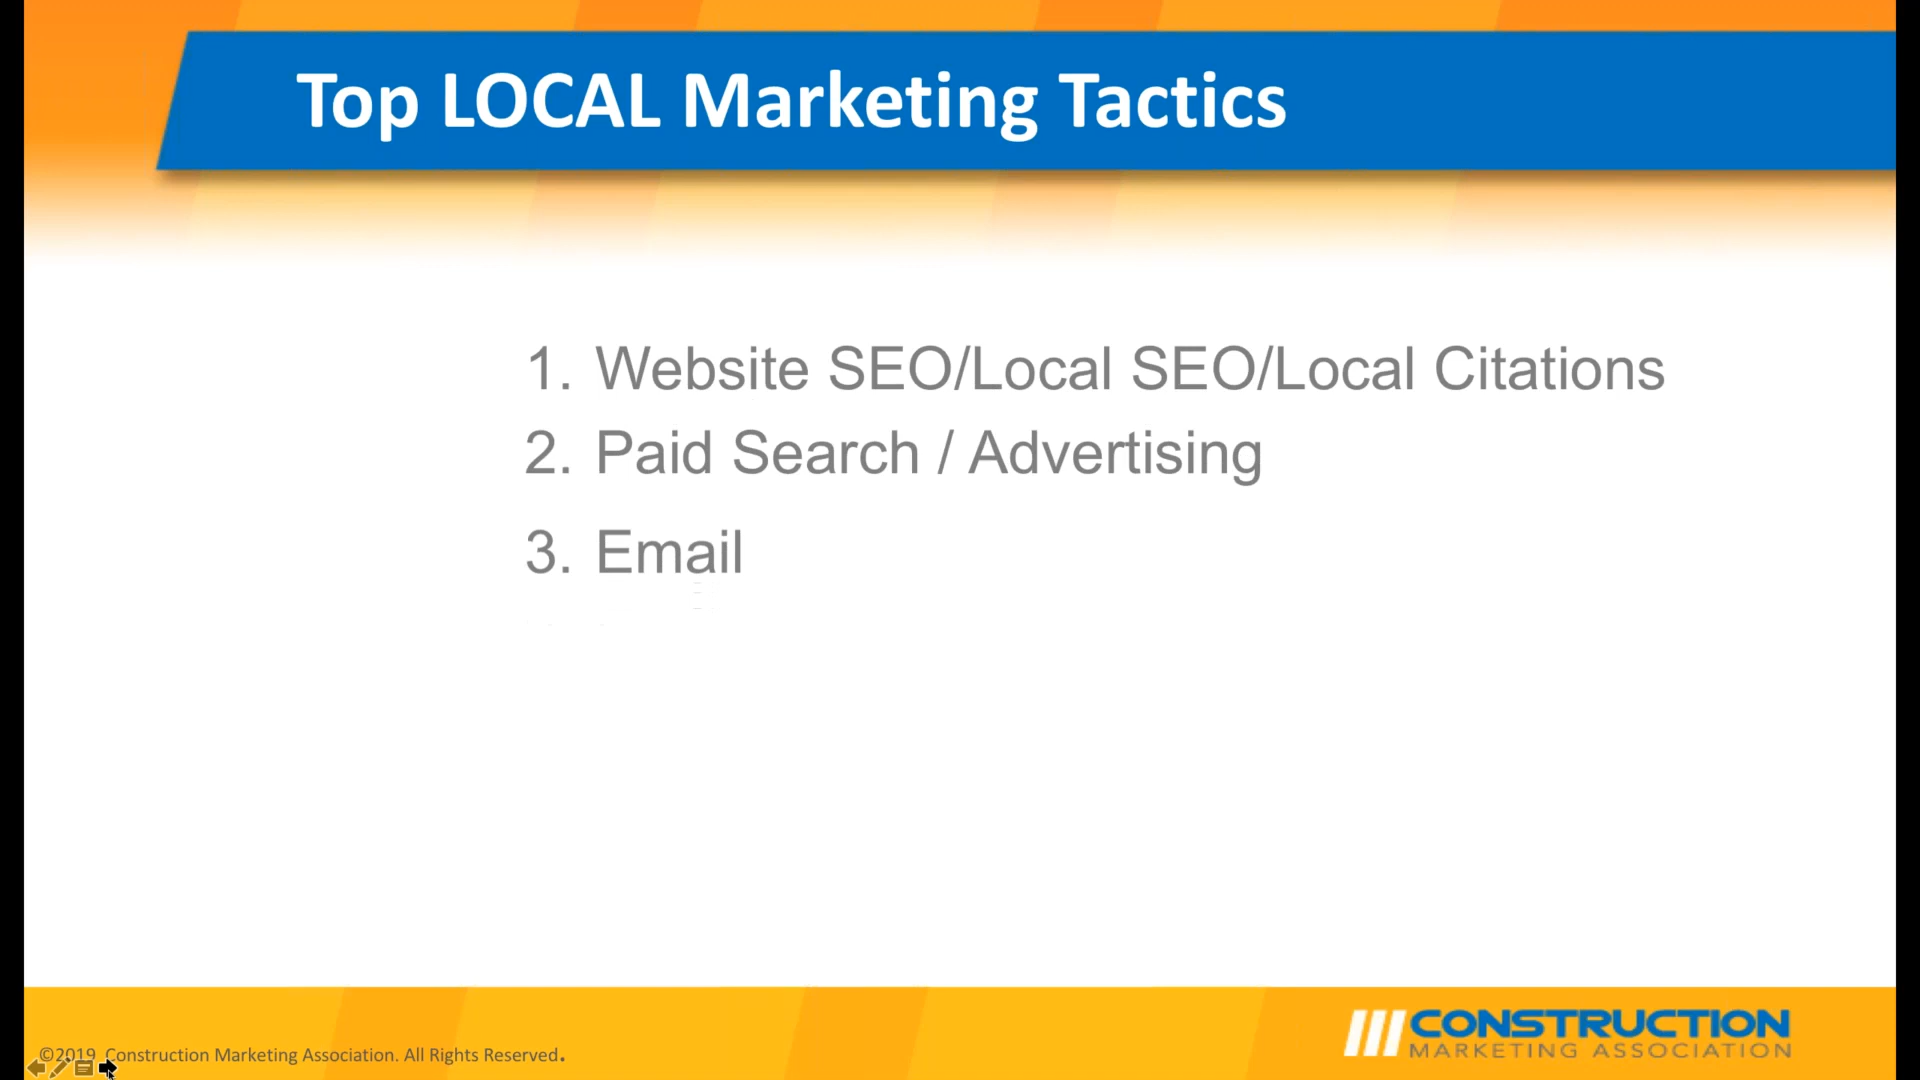 Top LOCAL Marketing Tactics
1. Website SEO/Local SEO/Local Citations
2. Paid Search / Advertising
3. Email
©2019 Construction Marketing Association. All Rights Reserved.
CONSTRUCTION
MARKETING ASSOCIATION